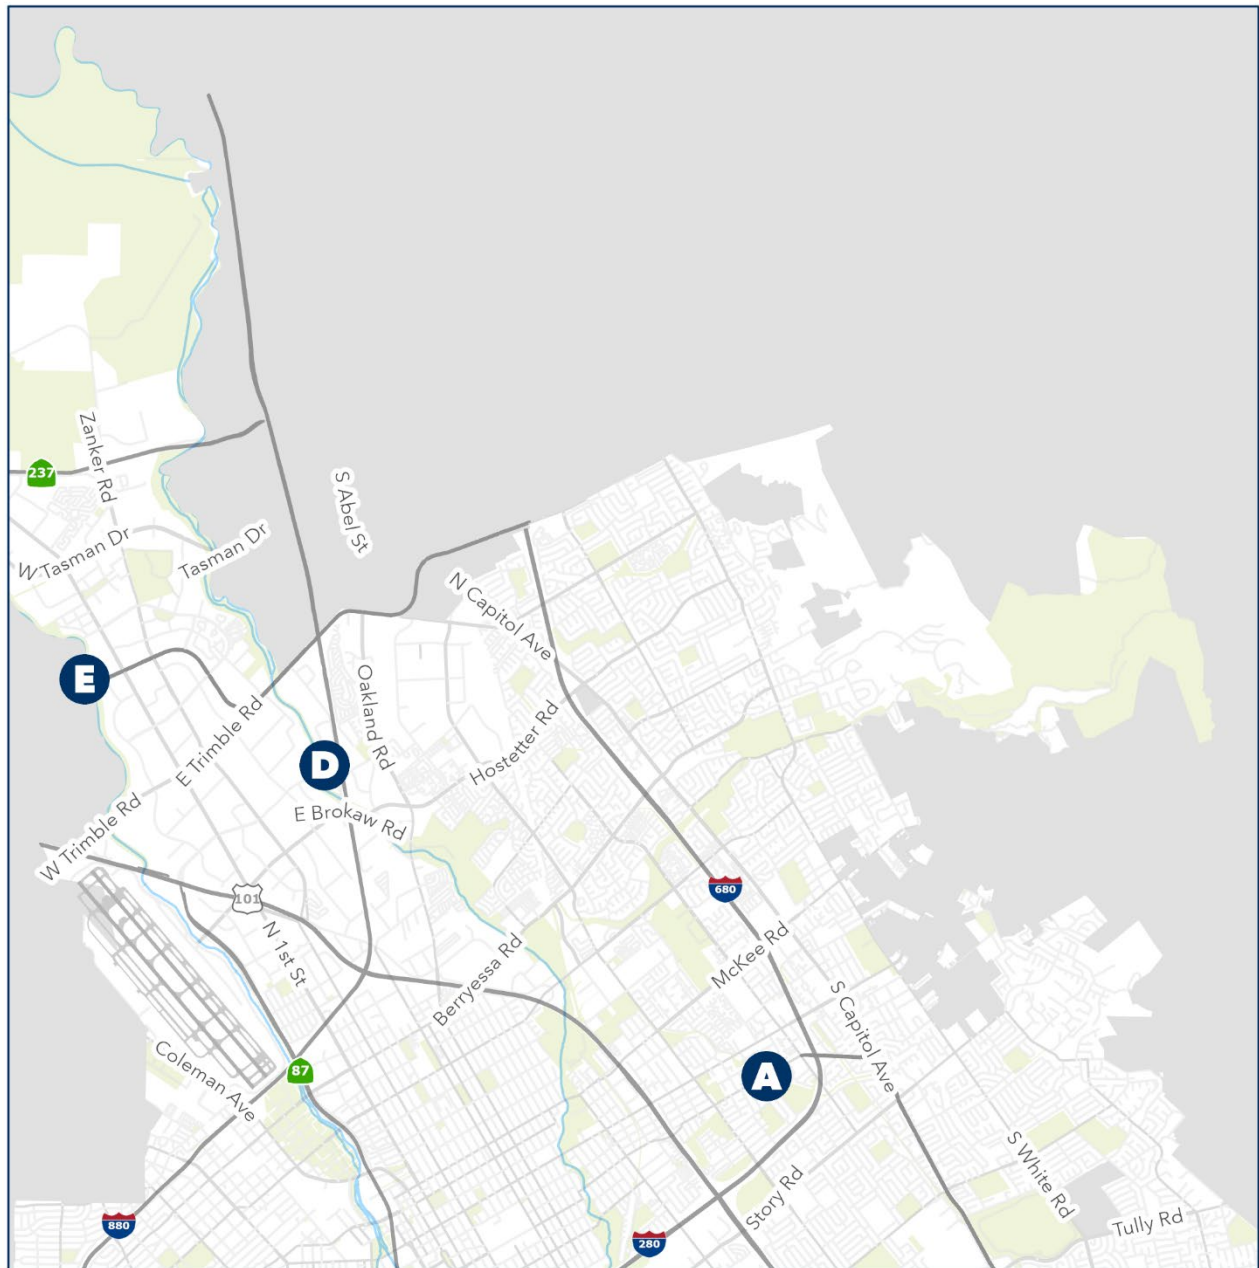 Zanker Rd
237
S Abel St
W Tasman Dr
Tasman Dr
N Capitol Ave
E
Oakland Rd
E Trimble Rd
Hostetter Rd
D
E Brokaw Rd
W Trimble Rd
680
101
N 1st St
McKee Rd
Berryessa Rd
S Capitol Ave
A
87
Coleman Ave
S White Rd
Story Rd
Tully Rd
880
280